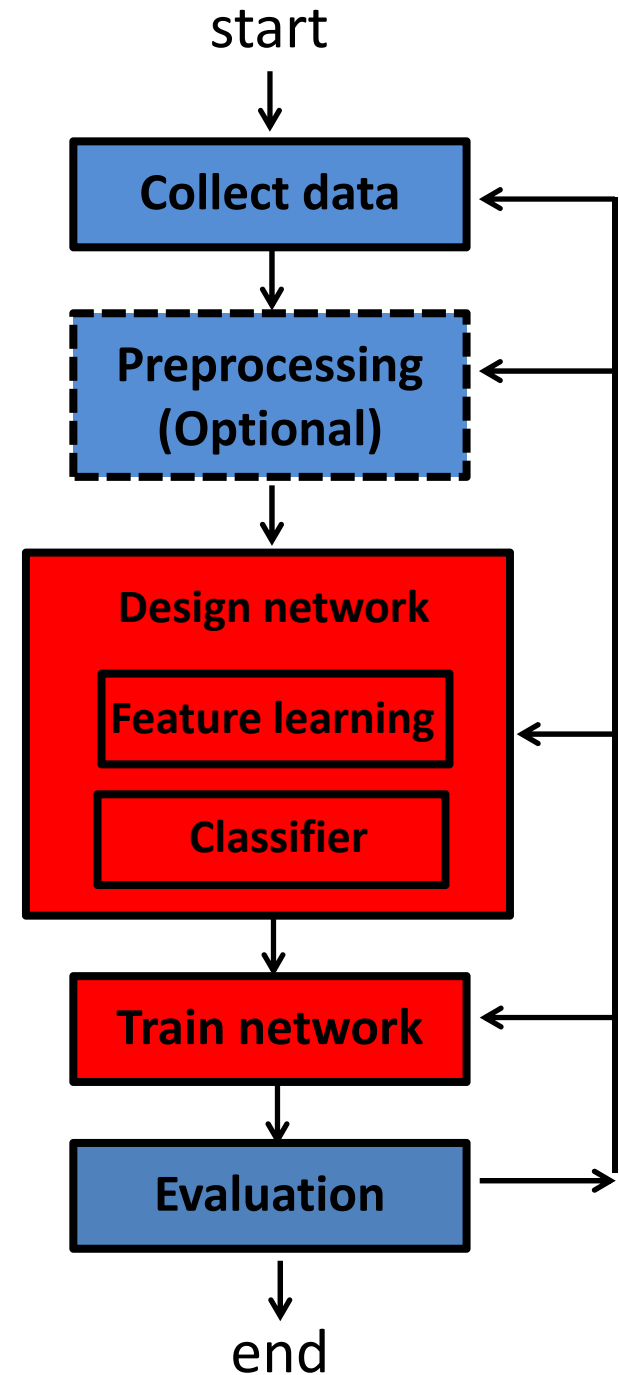 start
Collect data
Preprocessing
(Optional)
Design network
Feature learning
Classifier
Train network
Evaluation
end